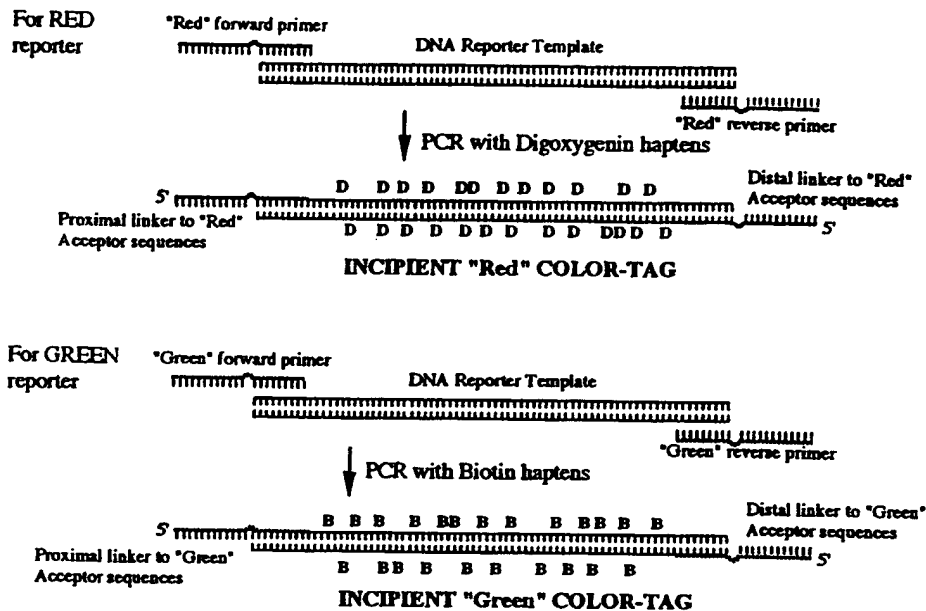 For RED
reporter
"Red" forward primer
DNA Reporter Template
"Red" reverse primer
PCR with Digoxygenin haptens
D D D D DD D D D D D D
5'
Distal linker to "Red"
Acceptor sequences
Proximal linker to "Red"
Acceptor sequences
D D D D D D D D D DD D D
5'
INCIPIENT "Red" COLOR-TAG
For GREEN
reporter
"Green" forward primer
DNA Reporter Template
"Green" reverse primer
PCR with Biotin haptens
B B B B BB B B B B B B B
5'
Distal linker to "Green"
Acceptor sequences
Proximal linker to "Green"
Acceptor sequences
B BB B B B B B B B
5'
INCIPIENT "Green" COLOR-TAG